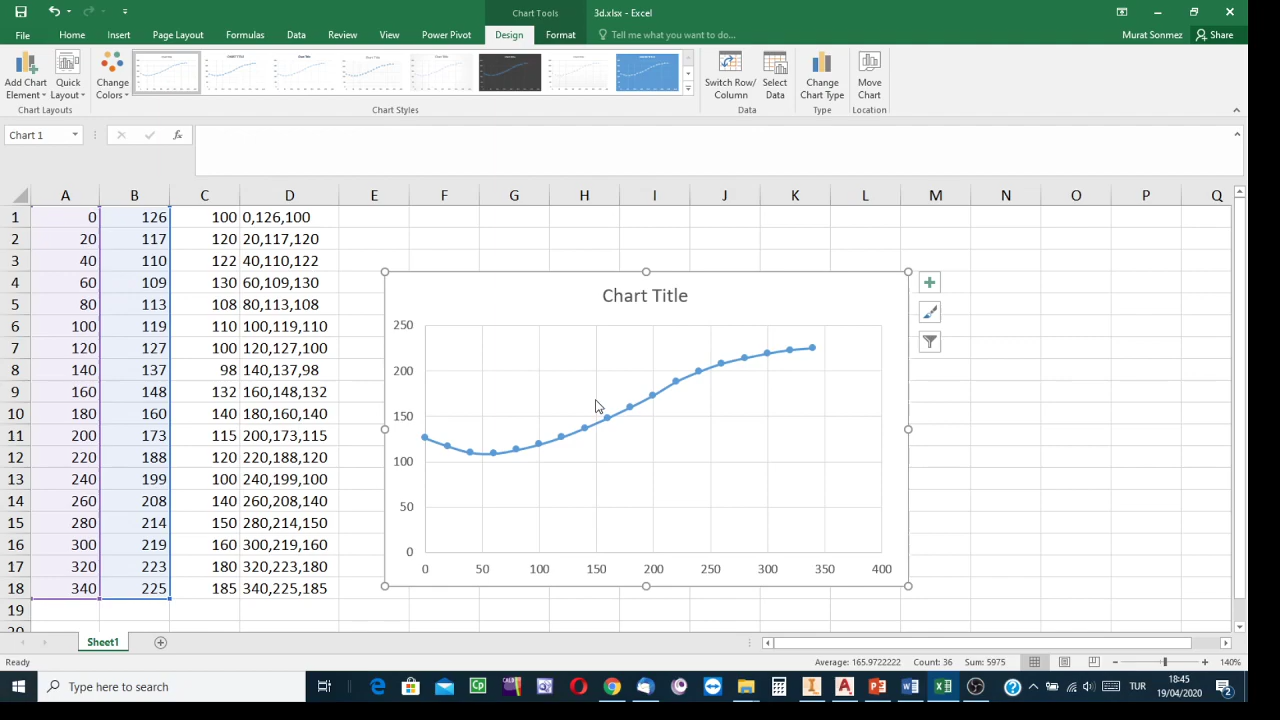 Chart Tools
3d.xlsx - Excel
File Home Insert Page Layout Formulas Data Review View Power Pivot Design Format Tell me what you want to do... Murat Sonmez Share
Add Chart Element
Quick Layout
Change Colors
Switch Row/ Column
Select Data
Change Chart Type
Move Chart
Chart Layouts Chart Styles Data Type Location
Chart 1 fx
A B C D E F G H I J K L M N O P Q
1 0 126 100 0,126,100
2 20 117 120 20,117,120
3 40 110 122 40,110,122
4 60 109 130 60,109,130
5 80 113 108 80,113,108
6 100 119 110 100,119,110
7 120 127 100 120,127,100
8 140 137 98 140,137,98
9 160 148 132 160,148,132
10 180 160 140 180,160,140
11 200 173 115 200,173,115
12 220 188 120 220,188,120
13 240 199 100 240,199,100
14 260 208 140 260,208,140
15 280 214 150 280,214,150
16 300 219 160 300,219,160
17 320 223 180 320,223,180
18 340 225 185 340,225,185
19
20
Chart Title
250
200
150
100
50
0
0 50 100 150 200 250 300 350 400
Sheet1
Ready Average: 165.9722222 Count: 36 Sum: 5975 140%
Type here to search
TUR
18:45
19/04/2020
2